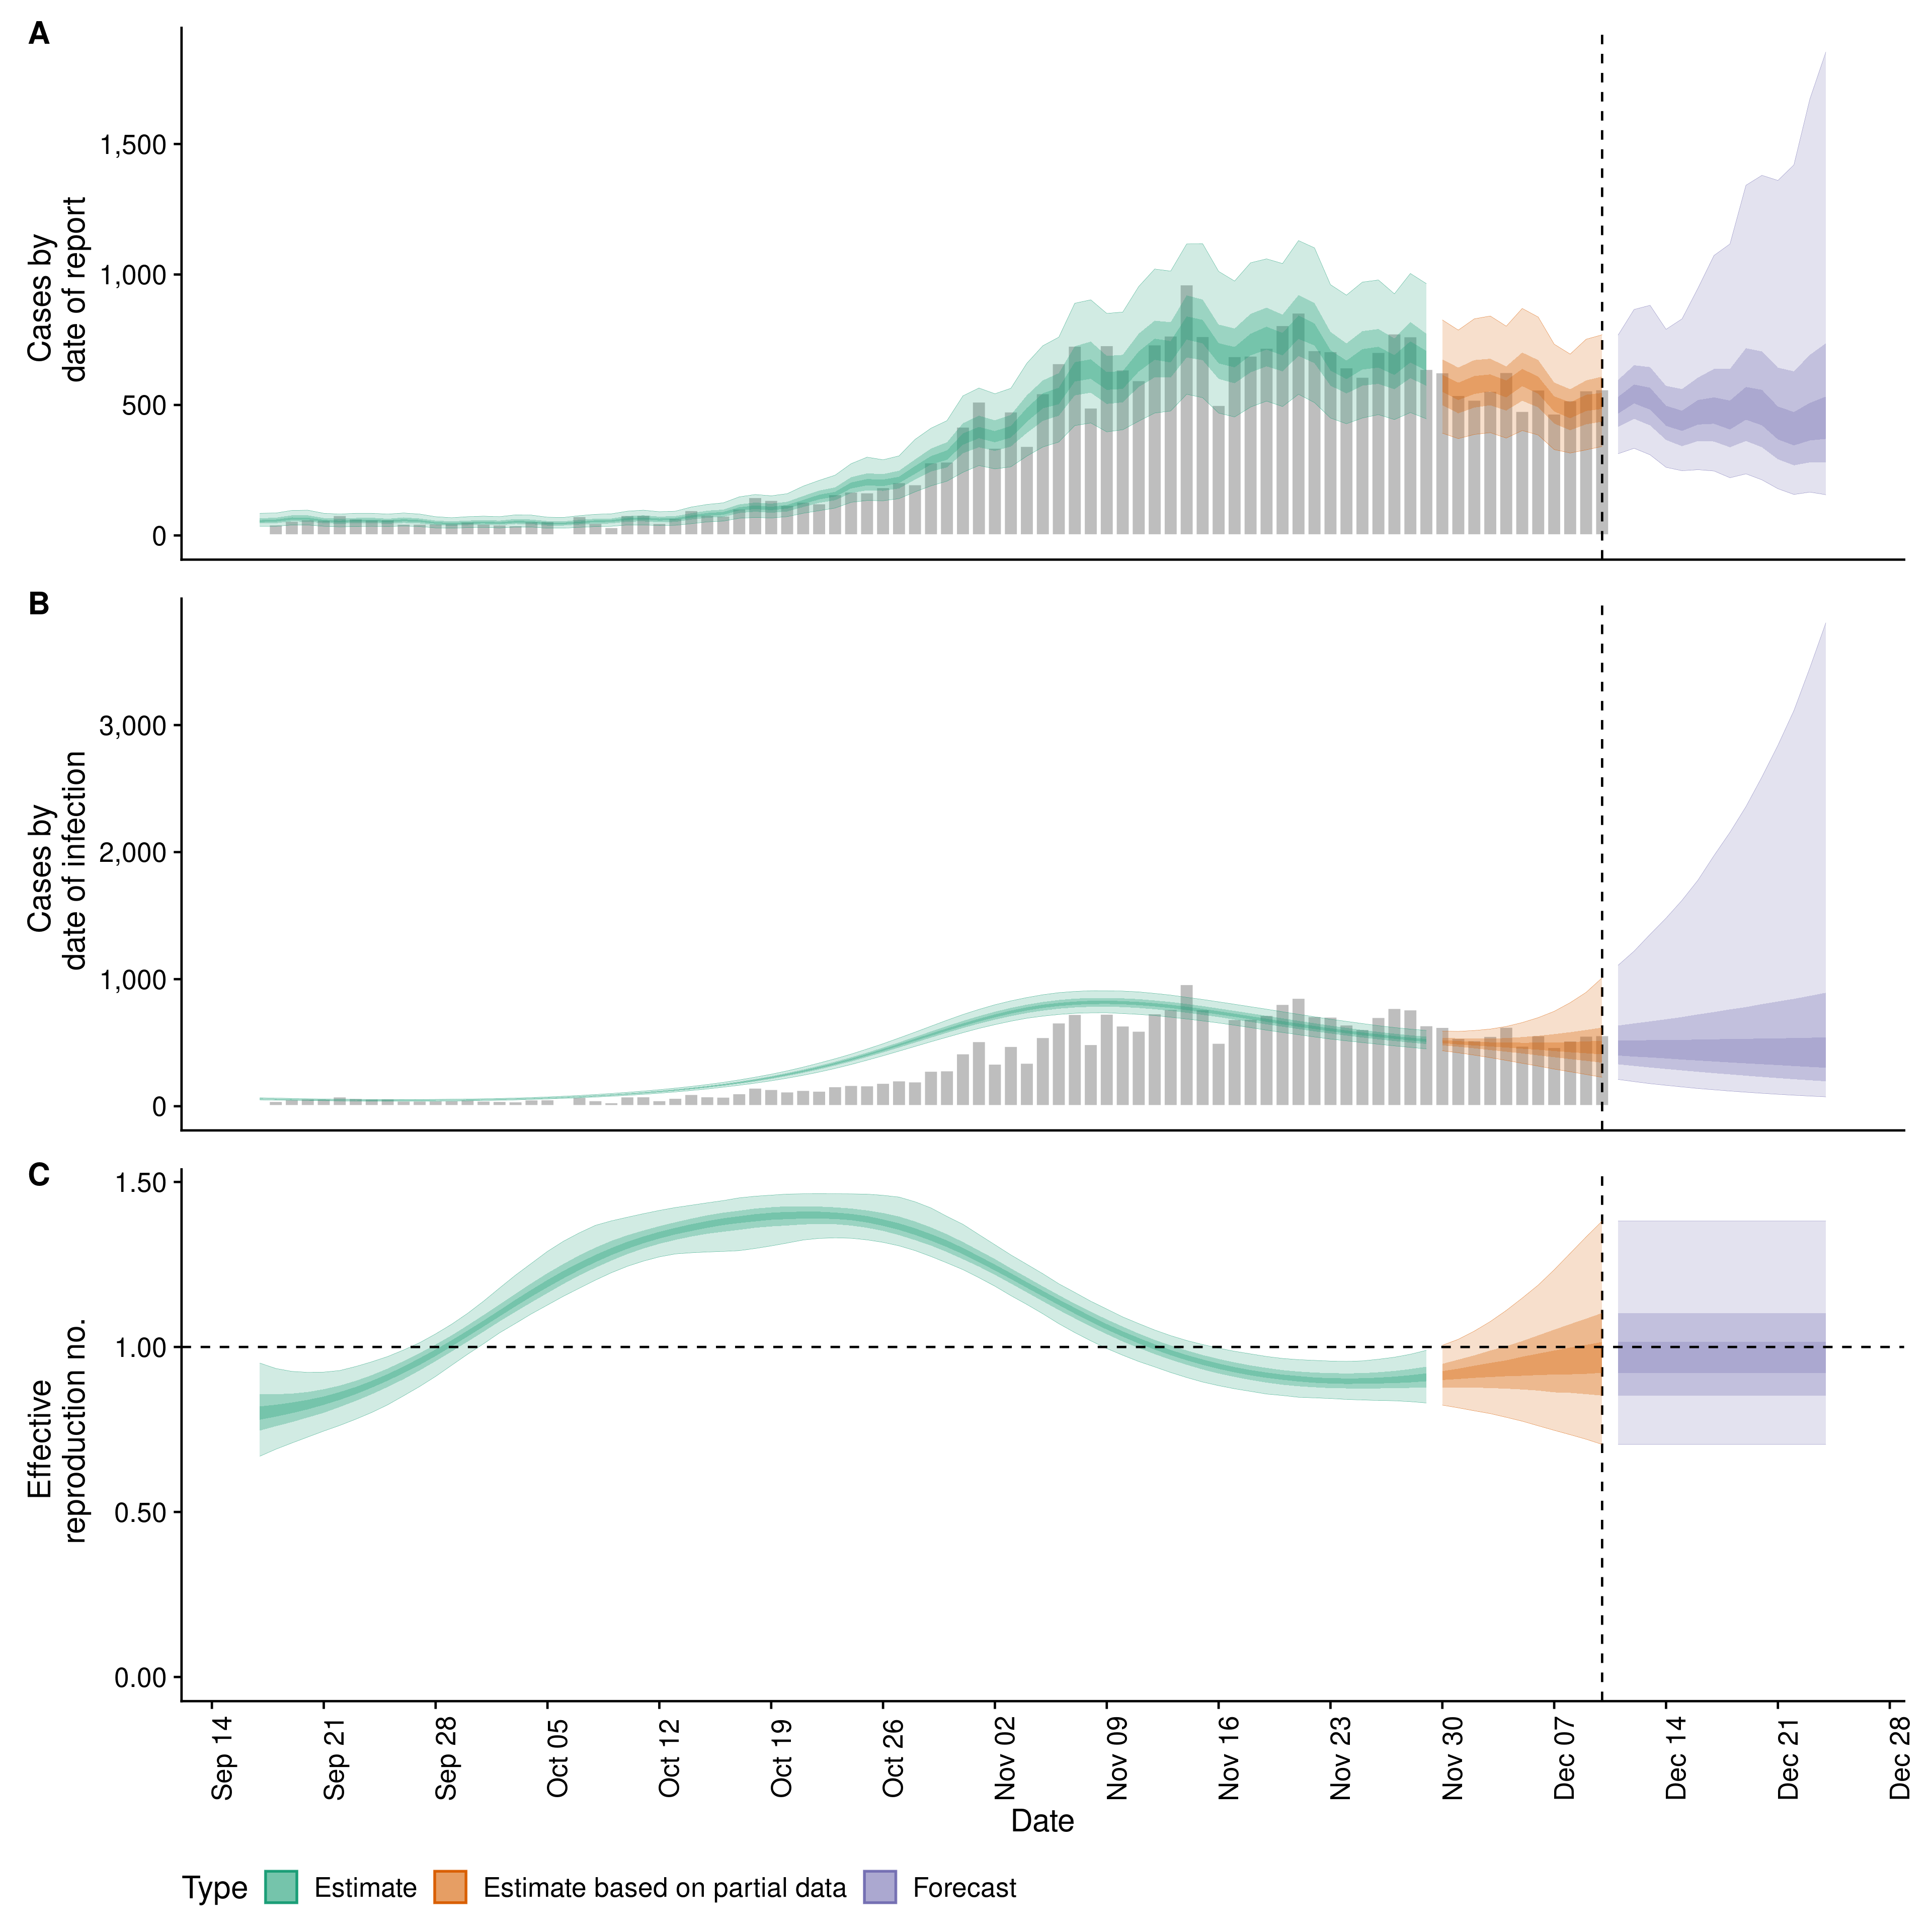 A
Cases by
date of report
1,500
1,000
500
0
B
Cases by
date of infection
3,000
2,000
1,000
0
C
Effective
reproduction no.
1.50
1.00
0.50
0.00
Sep 14
Sep 21
Sep 28
Oct 05
Oct 12
Oct 19
Oct 26
Nov 02
Nov 09
Nov 16
Nov 23
Nov 30
Dec 07
Dec 14
Dec 21
Dec 28
Date
Type Estimate Estimate based on partial data Forecast